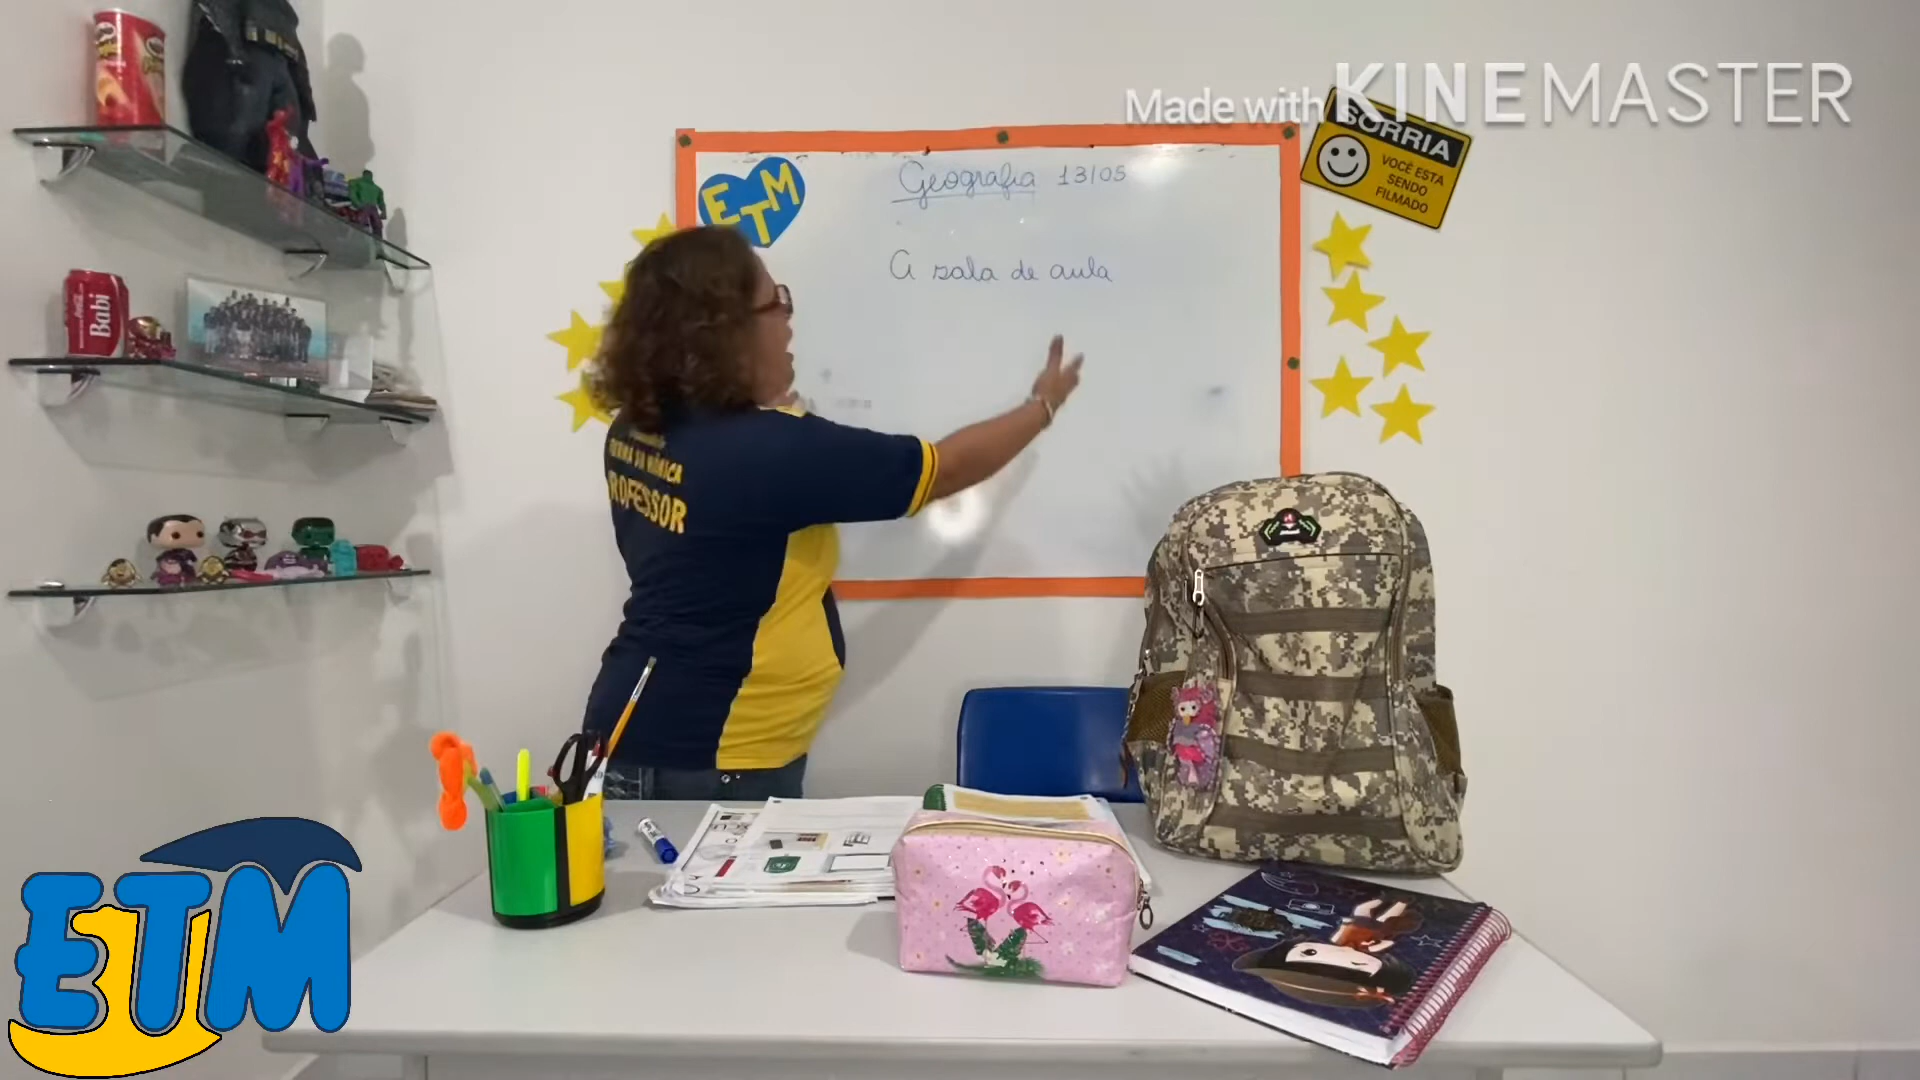 Made with KINEMASTER
SORRIA
VOCÊ ESTA
SENDO
FILMADO
ETM
Geografia 13/05
A sala de aula
PROFESSOR
Babi
ETM